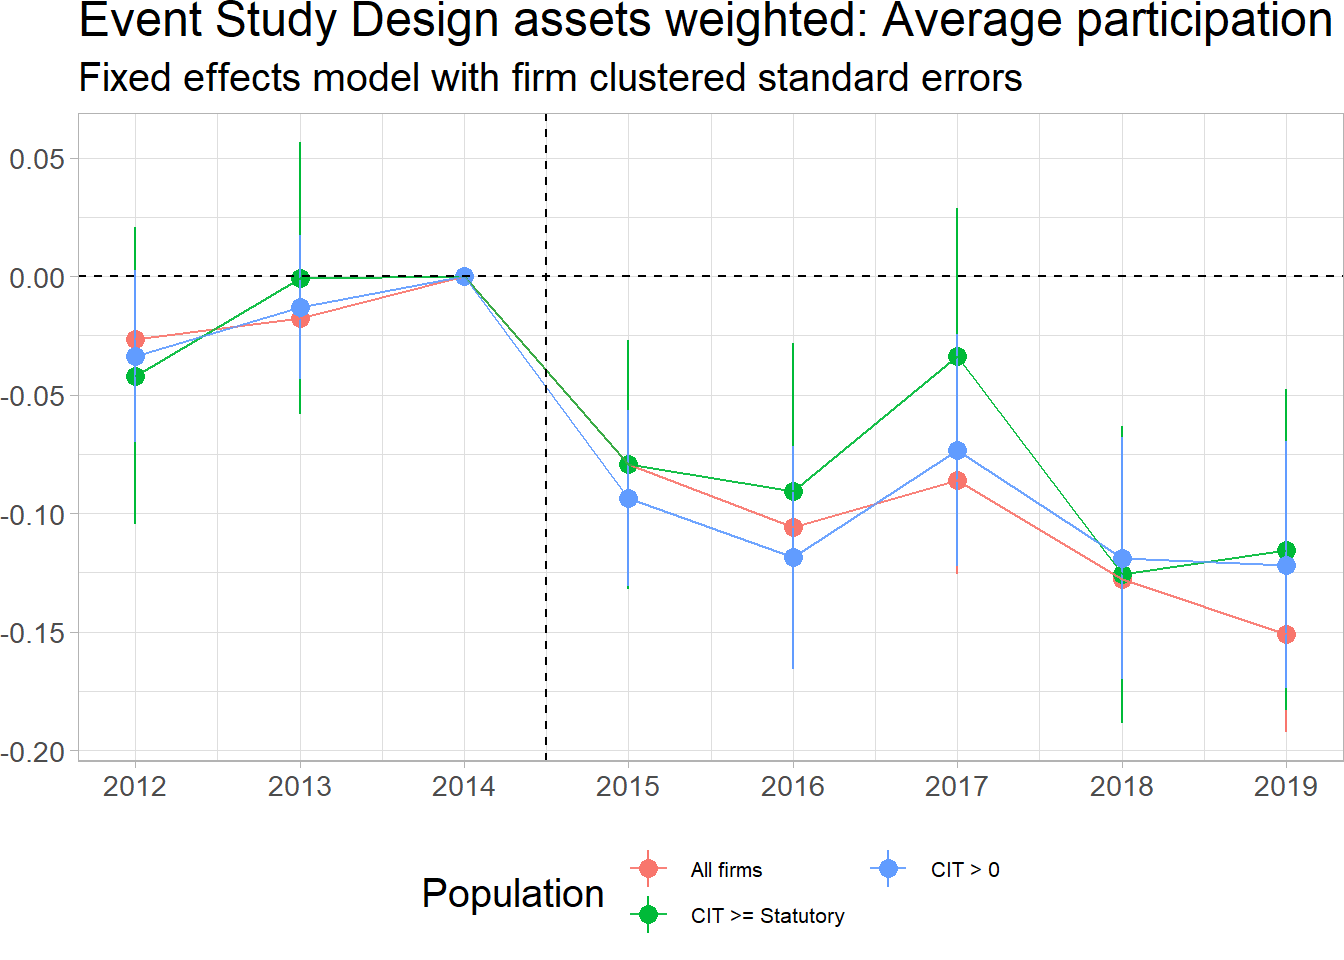 Event Study Design assets weighted: Average participation
Fixed effects model with firm clustered standard errors
0.05
0.00
-0.05
-0.10
-0.15
-0.20
2012 2013 2014 2015 2016 2017 2018 2019
Population
All firms
CIT > 0
CIT >= Statutory